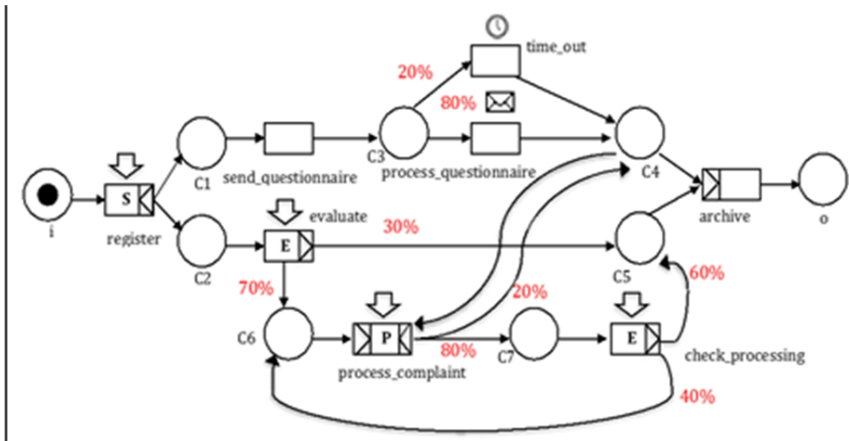 time_out
20%
80%
C3
process_questionnaire
C4
C1
send_questionnaire
S
i
register
archive
o
evaluate
E
30%
C2
C5
70%
60%
20%
C6
P
80%
C7
E
process_complaint
check_processing
40%